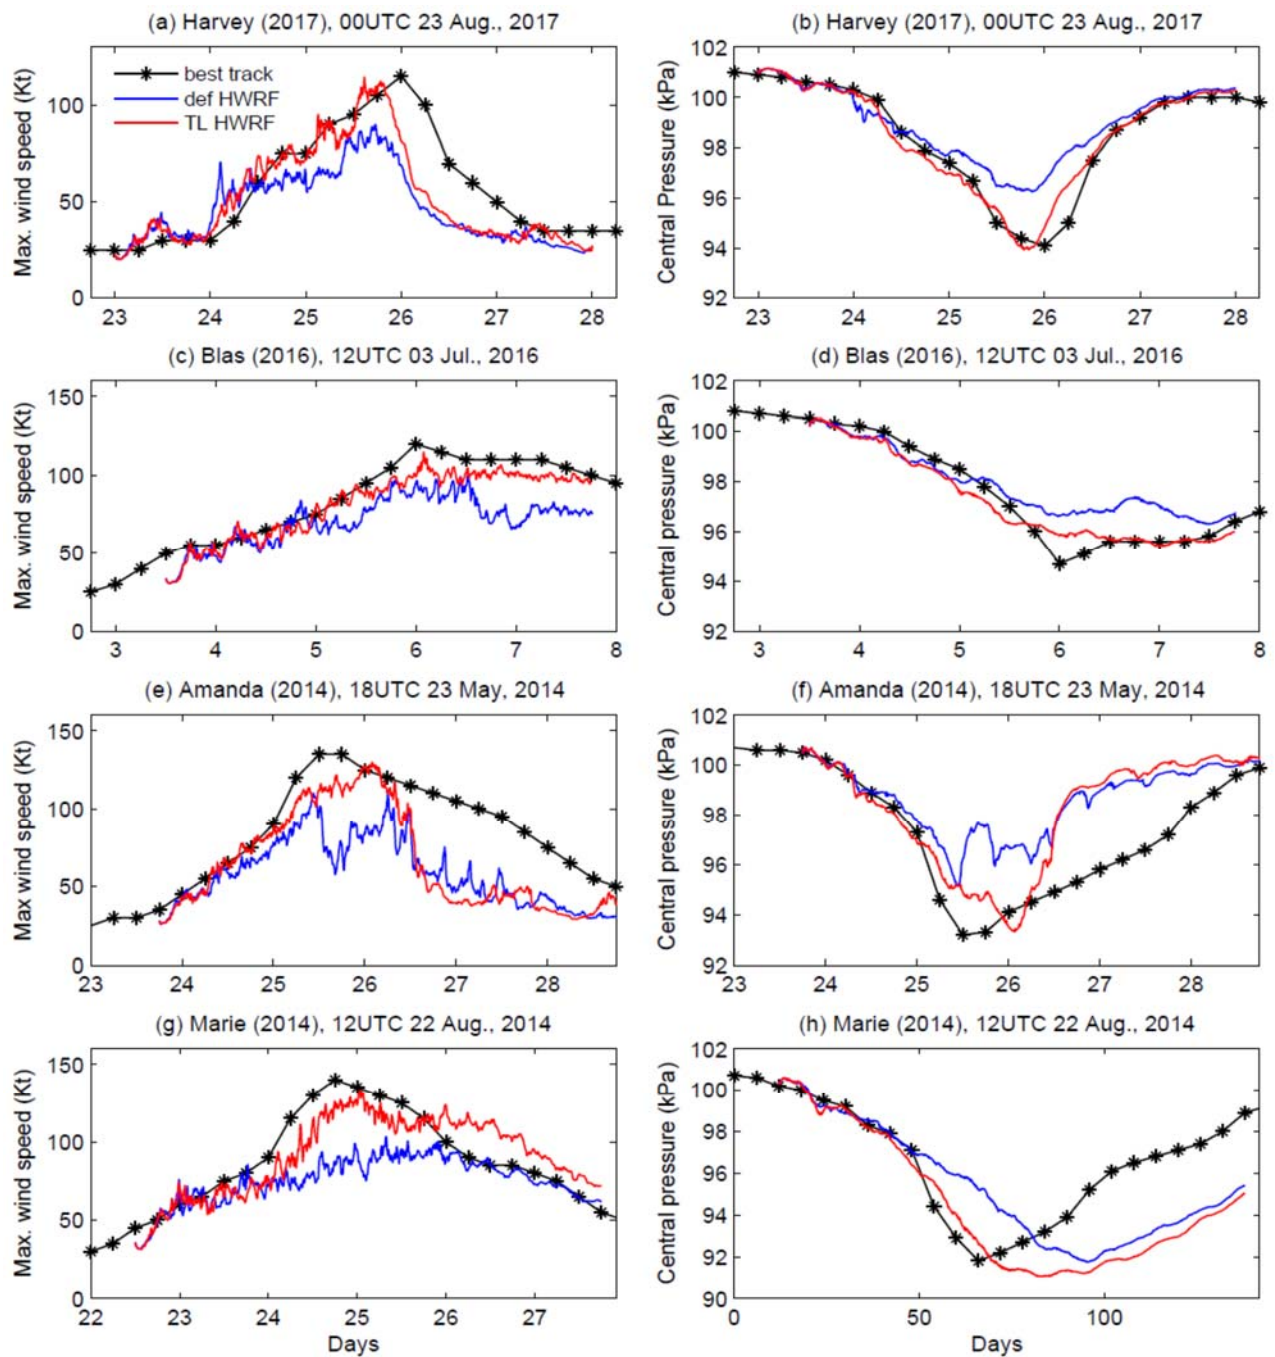 (a) Harvey (2017), 00UTC 23 Aug., 2017
Max. wind speed (Kt)
100
50
0
best track
def HWRF
TL HWRF
23 24 25 26 27 28
(b) Harvey (2017), 00UTC 23 Aug., 2017
Central Pressure (kPa)
102
100
98
96
94
92
23 24 25 26 27 28
(c) Blas (2016), 12UTC 03 Jul., 2016
Max. wind speed (Kt)
150
100
50
0
3 4 5 6 7 8
(d) Blas (2016), 12UTC 03 Jul., 2016
Central pressure (kPa)
102
100
98
96
94
92
3 4 5 6 7 8
(e) Amanda (2014), 18UTC 23 May, 2014
Max wind speed (Kt)
150
100
50
0
23 24 25 26 27 28
(f) Amanda (2014), 18UTC 23 May, 2014
Central pressure (kPa)
102
100
98
96
94
92
23 24 25 26 27 28
(g) Marie (2014), 12UTC 22 Aug., 2014
Max. wind speed (Kt)
150
100
50
0
22 23 24 25 26 27
Days
(h) Marie (2014), 12UTC 22 Aug., 2014
Central pressure (kPa)
102
100
98
96
94
92
90
0 50 100
Days